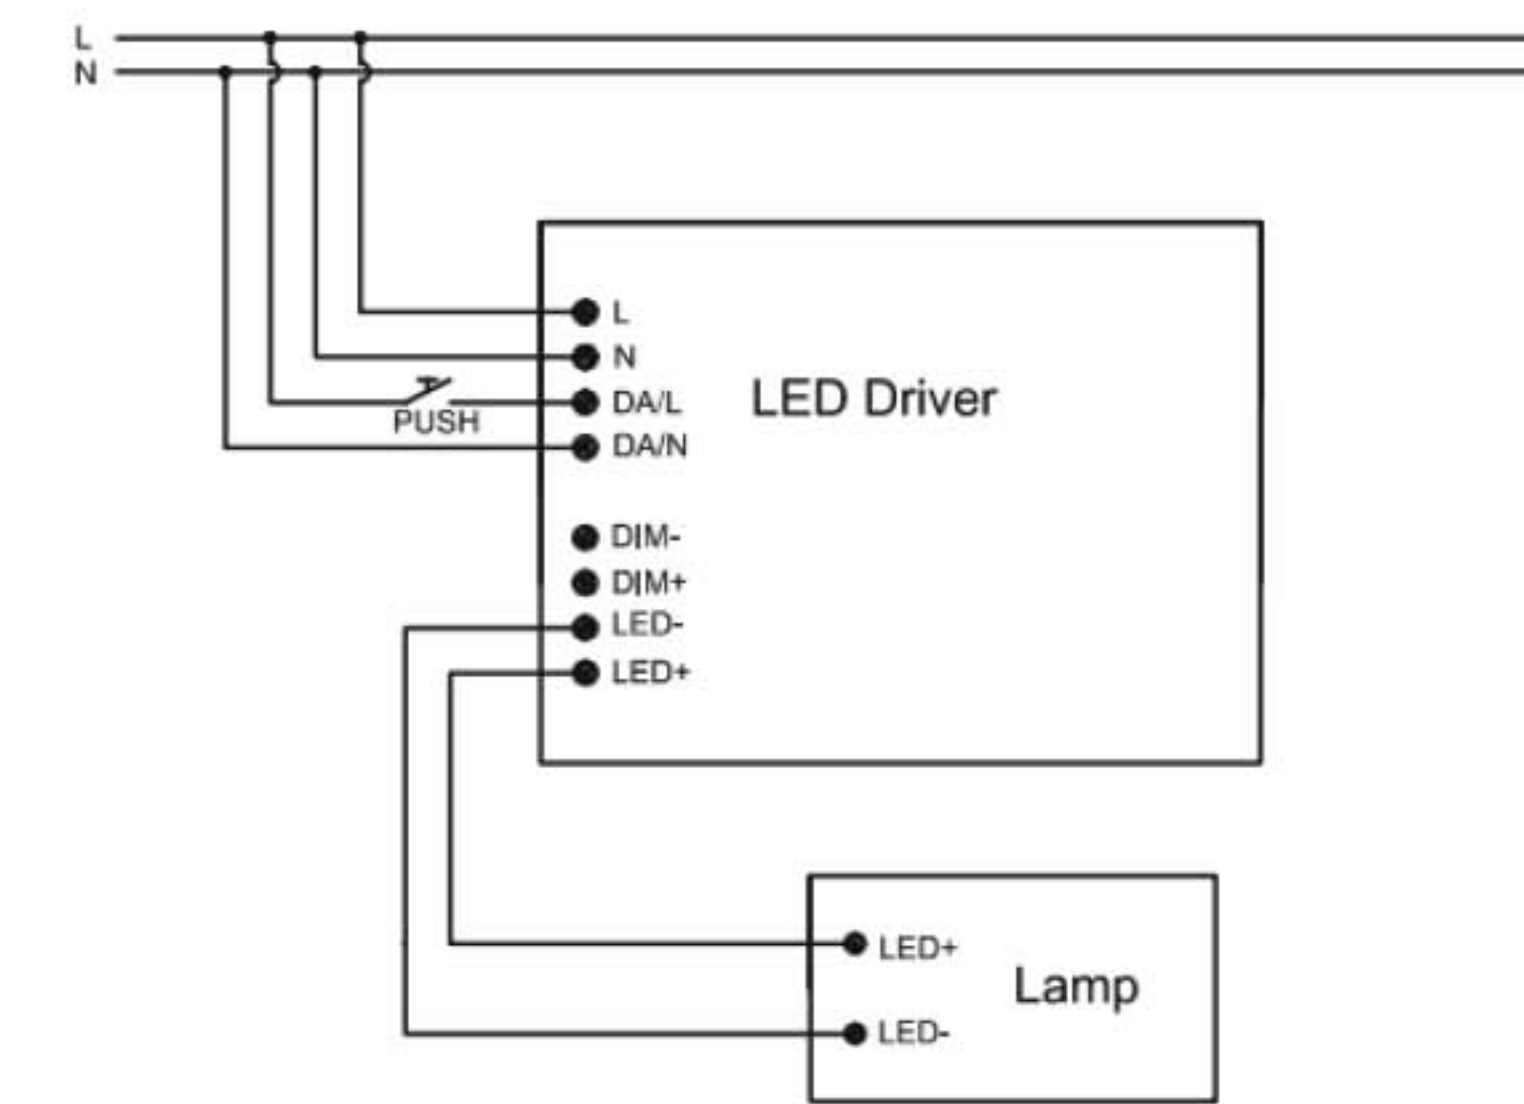 L
N
L
N
DA/L
PUSH
DA/N
LED Driver
DIM-
DIM+
LED-
LED+
LED+
LED-
Lamp